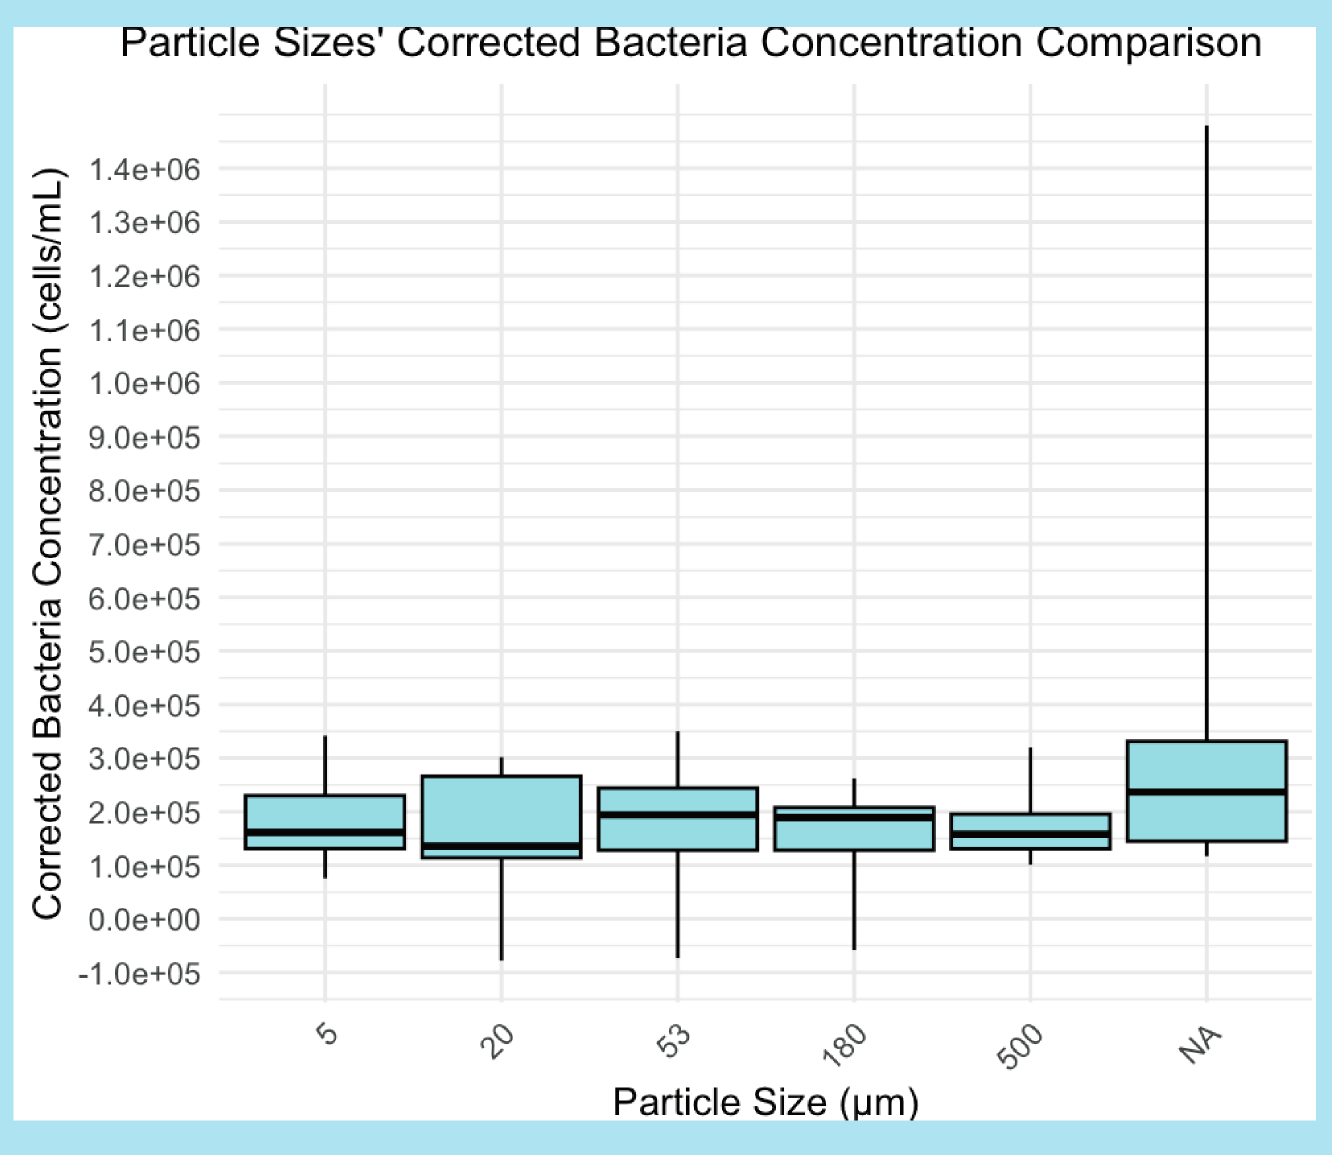 Particle Sizes' Corrected Bacteria Concentration Comparison
Corrected Bacteria Concentration (cells/mL)
1.4e+06
1.3e+06
1.2e+06
1.1e+06
1.0e+06
9.0e+05
8.0e+05
7.0e+05
6.0e+05
5.0e+05
4.0e+05
3.0e+05
2.0e+05
1.0e+05
0.0e+00
-1.0e+05
5
20
53
180
500
NA
Particle Size (μm)